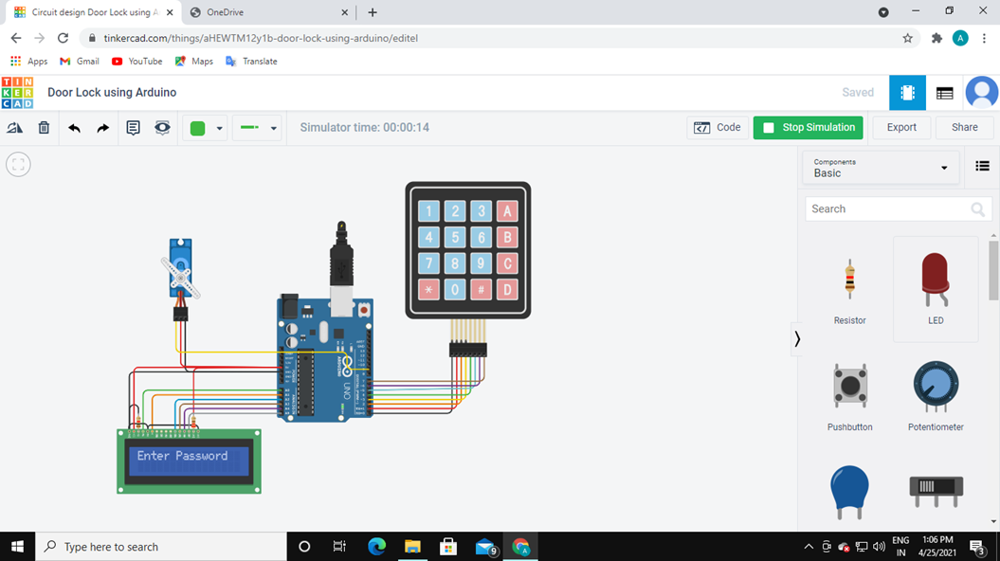 Circuit design Door Lock using A
OneDrive
tinkercad.com/things/aHEWTM12y1b-door-lock-using-arduino/editel
A
Apps
Gmail
YouTube
Maps
Translate
TIN
KER
CAD
Door Lock using Arduino
Saved
Simulator time: 00:00:14
Code
Stop Simulation
Export
Share
Components
Basic
Search
1 2 3 A
4 5 6 B
7 8 9 C
* 0 # D
Resistor
LED
UNO
ARDUINO
Pushbutton
Potentiometer
Enter Password
Type here to search
9
A
ENG
IN
1:06 PM
4/25/2021
3